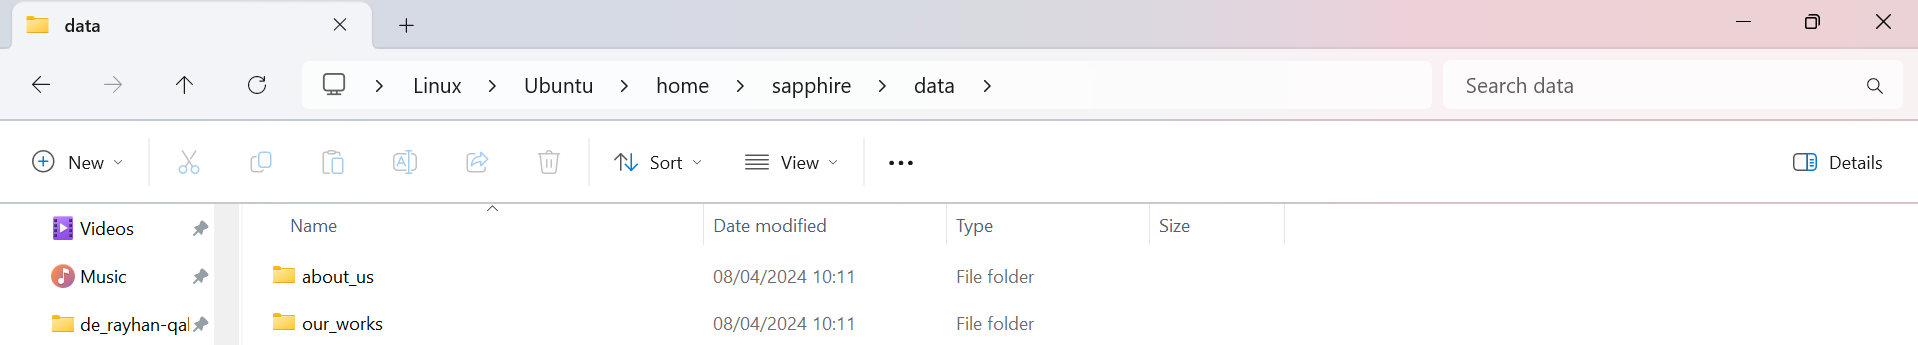 data
Linux Ubuntu home sapphire data Search data
New Sort View Details
Name Date modified Type Size
Videos
Music
de_rayhan-qal
about_us 08/04/2024 10:11 File folder
our_works 08/04/2024 10:11 File folder